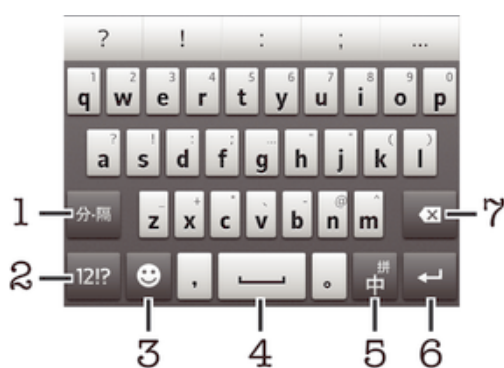 ? ! : ; ...
1 2 3 4 5 6 7 8 9 0
q w e r t y u i o p
a s d f g h j k l
1 分·隔 z x c v b n m 7
2 12!? , 。 拼 中
3 4 5 6